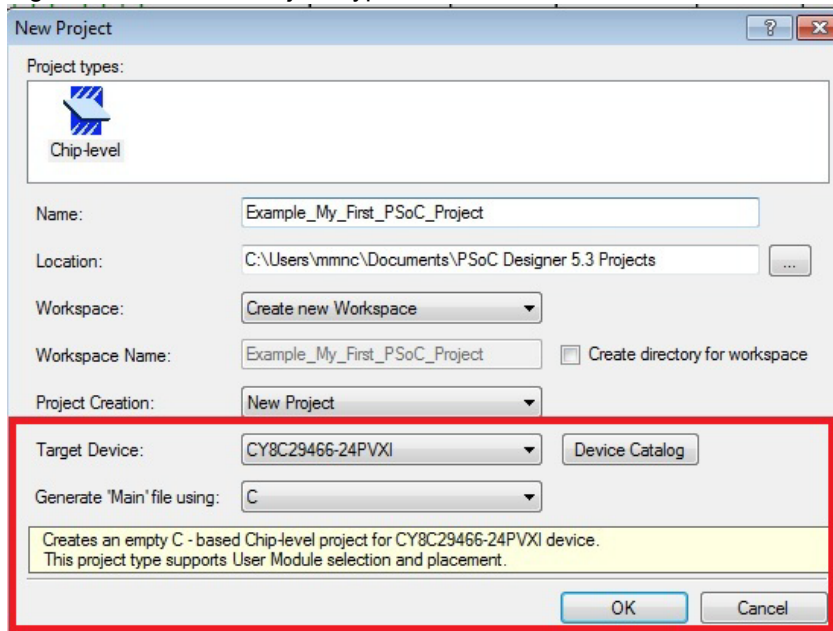 New Project
Project types:
Chip-level
Name: Example_My_First_PSoC_Project
Location: C:\Users\mmnc\Documents\PSoC Designer 5.3 Projects ...
Workspace: Create new Workspace
Workspace Name: Example_My_First_PSoC_Project Create directory for workspace
Project Creation: New Project
Target Device: CY8C29466-24PVXI Device Catalog
Generate 'Main' file using: C
Creates an empty C - based Chip-level project for CY8C29466-24PVXI device.
This project type supports User Module selection and placement.
OK Cancel